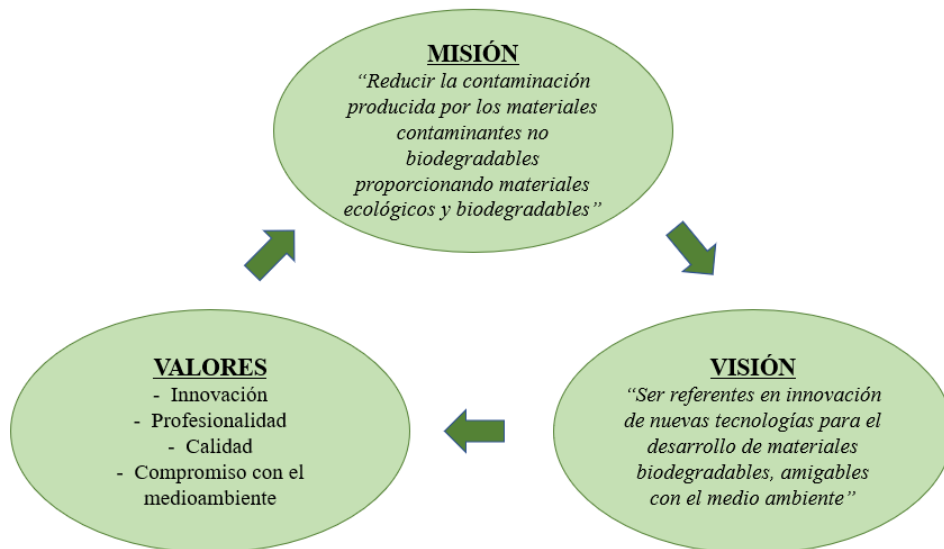 MISIÓN
“Reducir la contaminación
producida por los materiales
contaminantes no
biodegradables
proporcionando materiales
ecológicos y biodegradables”
VALORES
- Innovación
- Profesionalidad
- Calidad
- Compromiso con el
medioambiente
VISIÓN
“Ser referentes en innovación
de nuevas tecnologías para el
desarrollo de materiales
biodegradables, amigables
con el medio ambiente”